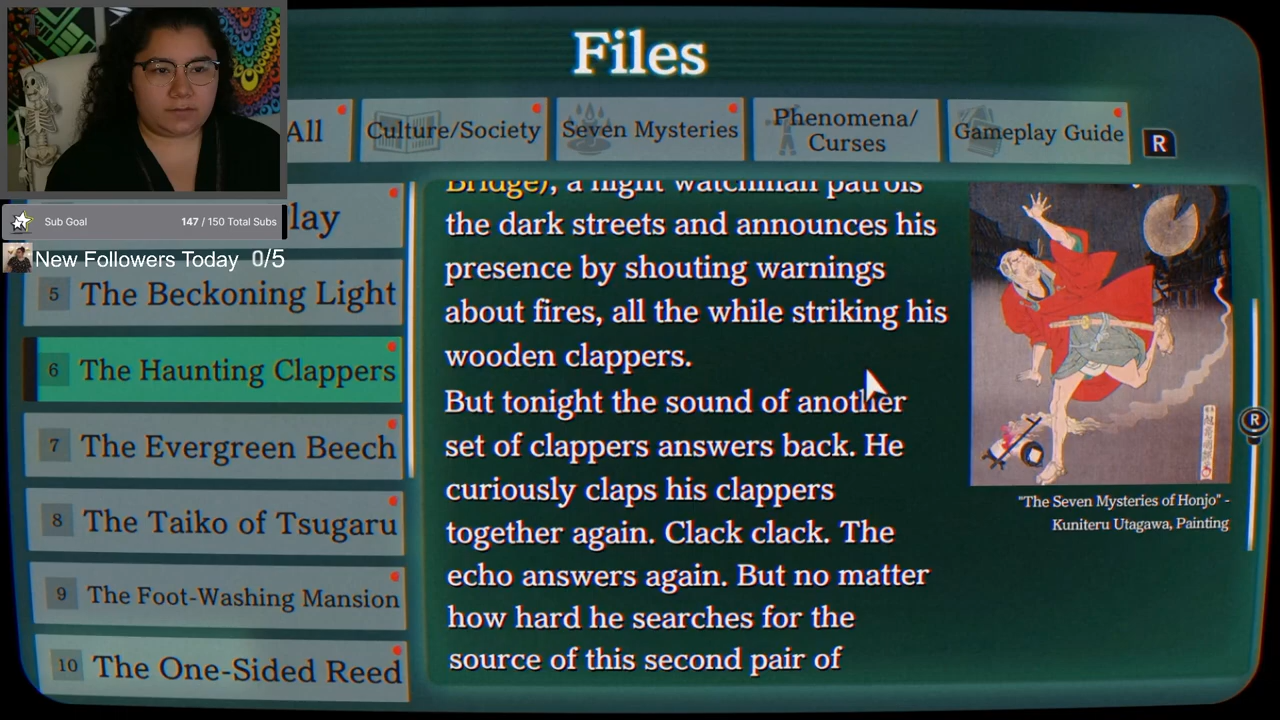 Files
All
Culture/Society
Seven Mysteries
Phenomena/
Curses
Gameplay Guide
R
Sub Goal
147 / 150 Total Subs
New Followers Today 0/5
lay
5 The Beckoning Light
6 The Haunting Clappers
7 The Evergreen Beech
8 The Taiko of Tsugaru
9 The Foot-Washing Mansion
10 The One-Sided Reed
Bridge), a night watchman patrols
the dark streets and announces his
presence by shouting warnings
about fires, all the while striking his
wooden clappers.
But tonight the sound of another
set of clappers answers back. He
curiously claps his clappers
together again. Clack clack. The
echo answers again. But no matter
how hard he searches for the
source of this second pair of
"The Seven Mysteries of Honjo" -
Kuniteru Utagawa, Painting
R